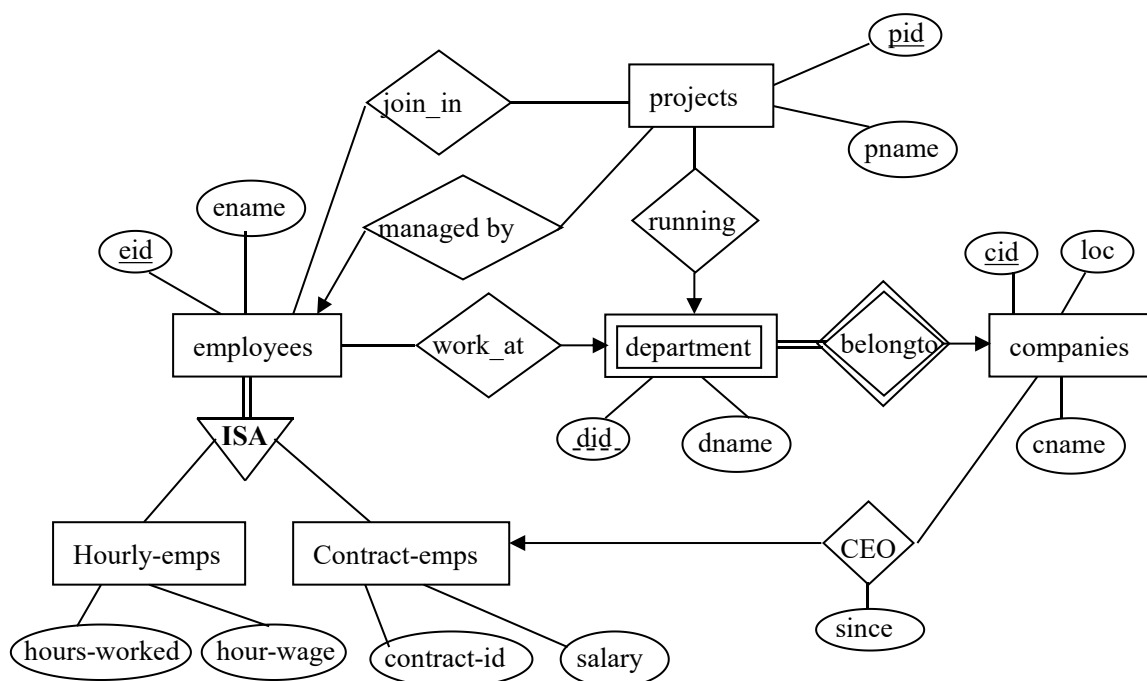 pid
projects
join_in
pname
ename
managed by
running
eid
cid
loc
employees
work_at
department
belongto
companies
ISA
did
dname
cname
Hourly-emps
Contract-emps
CEO
since
hours-worked
hour-wage
contract-id
salary